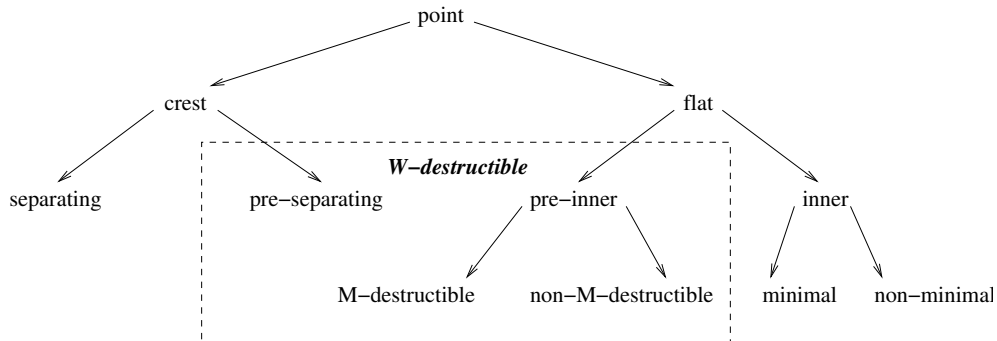 point
crest flat
W-destructible
separating pre-separating pre-inner inner
M-destructible non-M-destructible minimal non-minimal